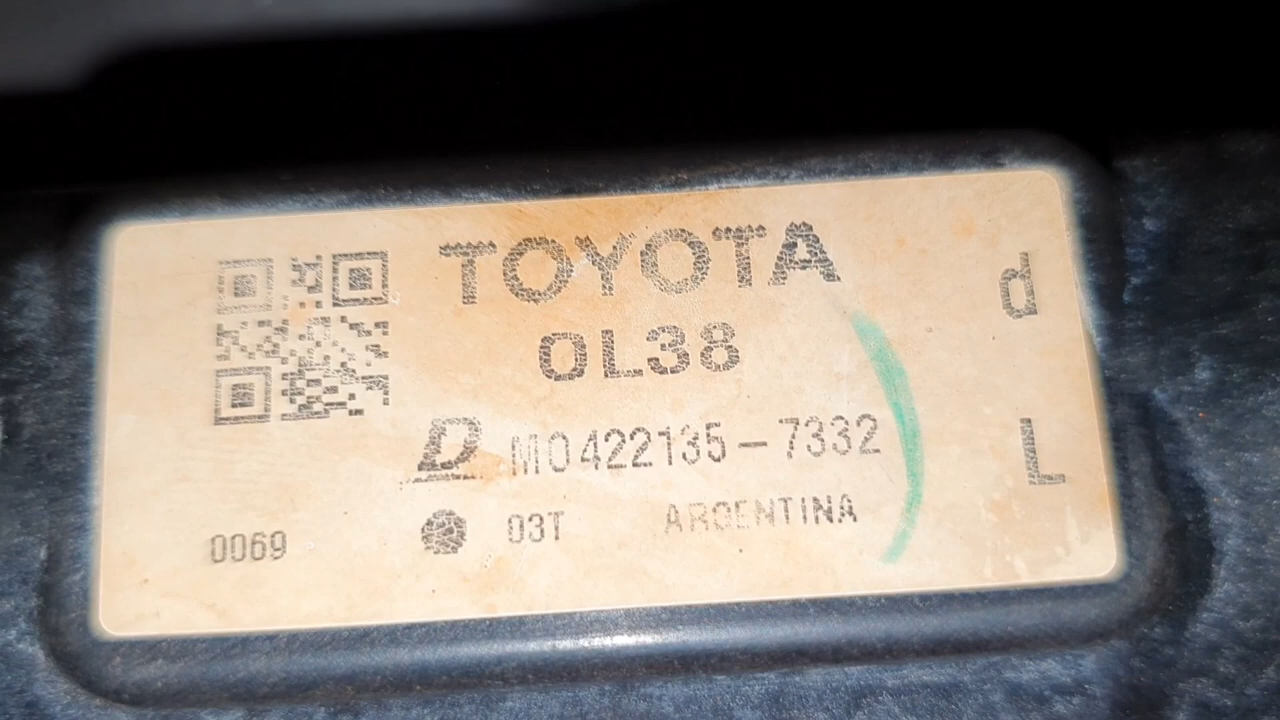 TOYOTA
0L38
D M0422135-7332
03T ARGENTINA
0069
d
L